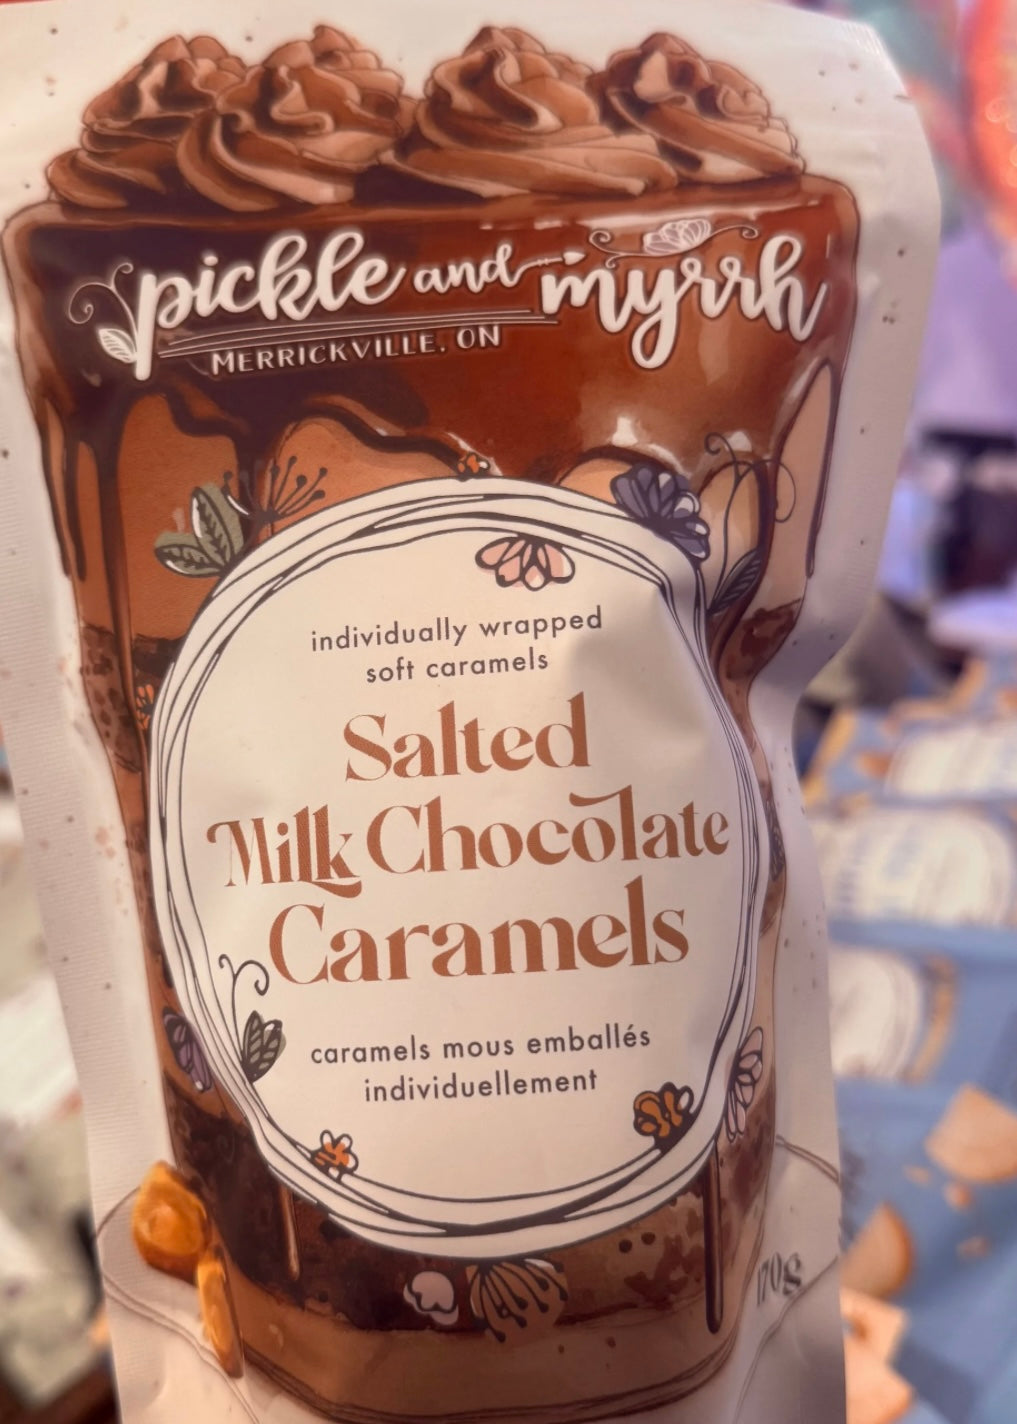 pickle and myrrh
MERRICKVILLE, ON
individually wrapped
soft caramels
Salted
Milk Chocolate
Caramels
caramels mous emballés
individuellement
170g